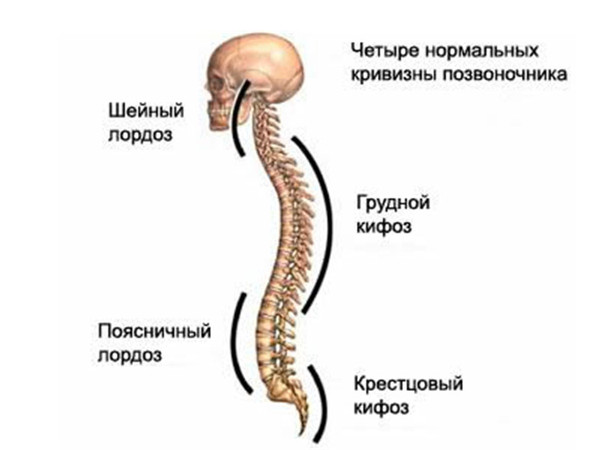 Четыре нормальных
кривизны позвоночника
Шейный
лордоз
Грудной
кифоз
Поясничный
лордоз
Крестцовый
кифоз